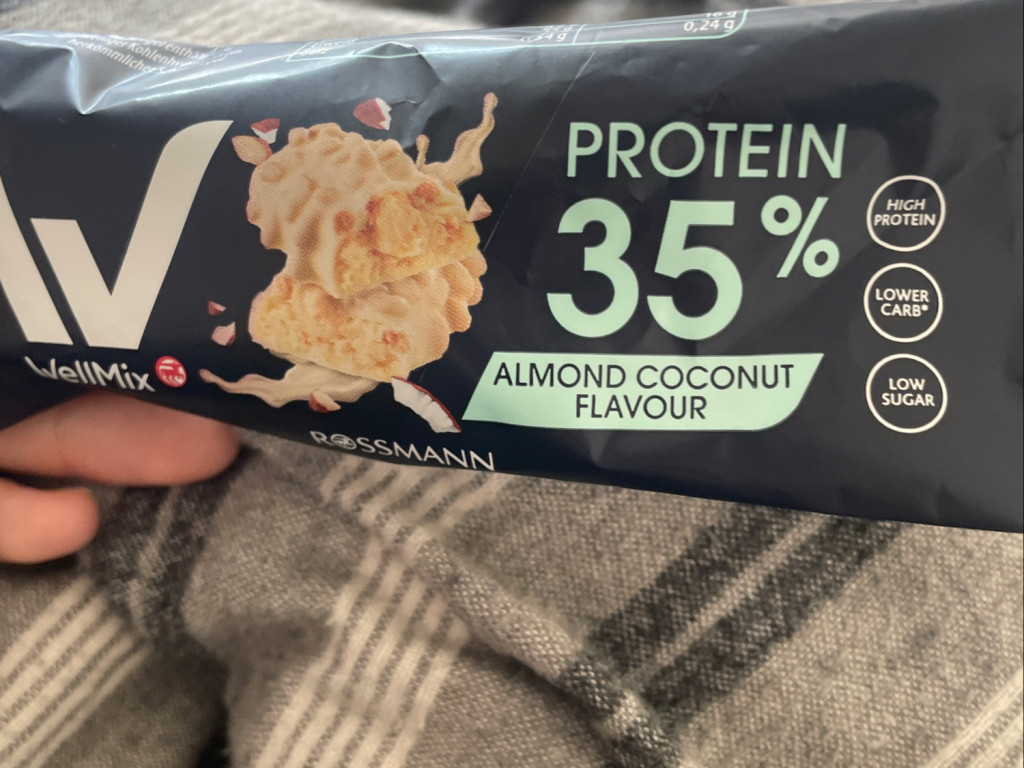 0,24 g
PROTEIN
35%
HIGH
PROTEIN
LOWER
CARB*
LOW
SUGAR
ALMOND COCONUT
FLAVOUR
W
WellMix
ROSSMANN